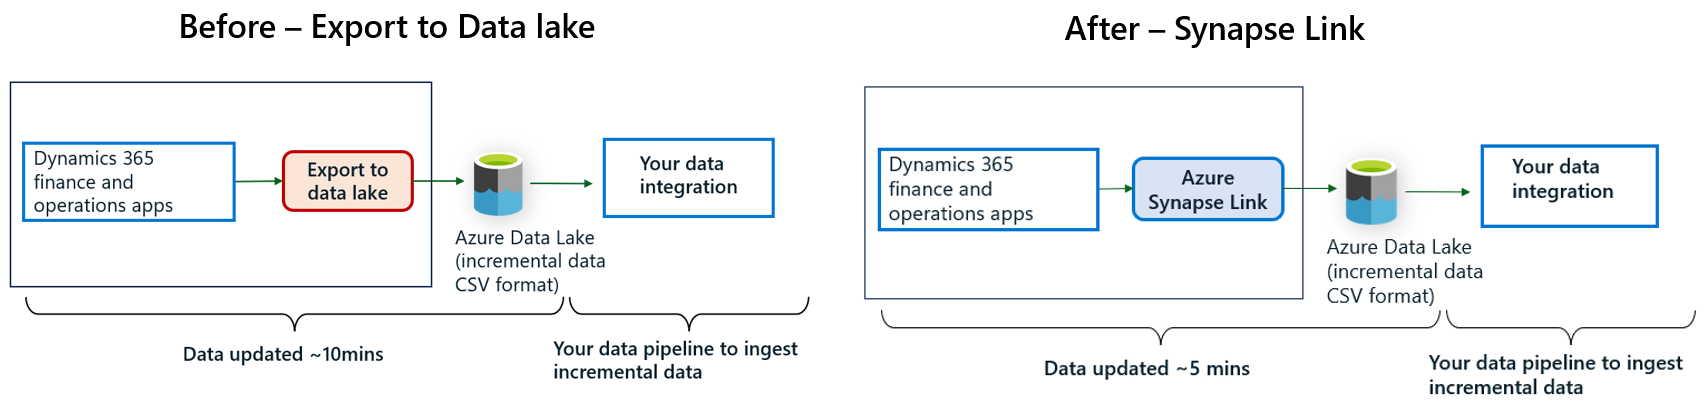 Before – Export to Data lake
Dynamics 365
finance and
operations apps
Export to
data lake
Azure Data Lake
(incremental data
CSV format)
Your data
integration
Data updated ~10mins
Your data pipeline to ingest
incremental data
After – Synapse Link
Dynamics 365
finance and
operations apps
Azure
Synapse Link
Azure Data Lake
(incremental data
CSV format)
Your data
integration
Data updated ~5 mins
Your data pipeline to ingest
incremental data